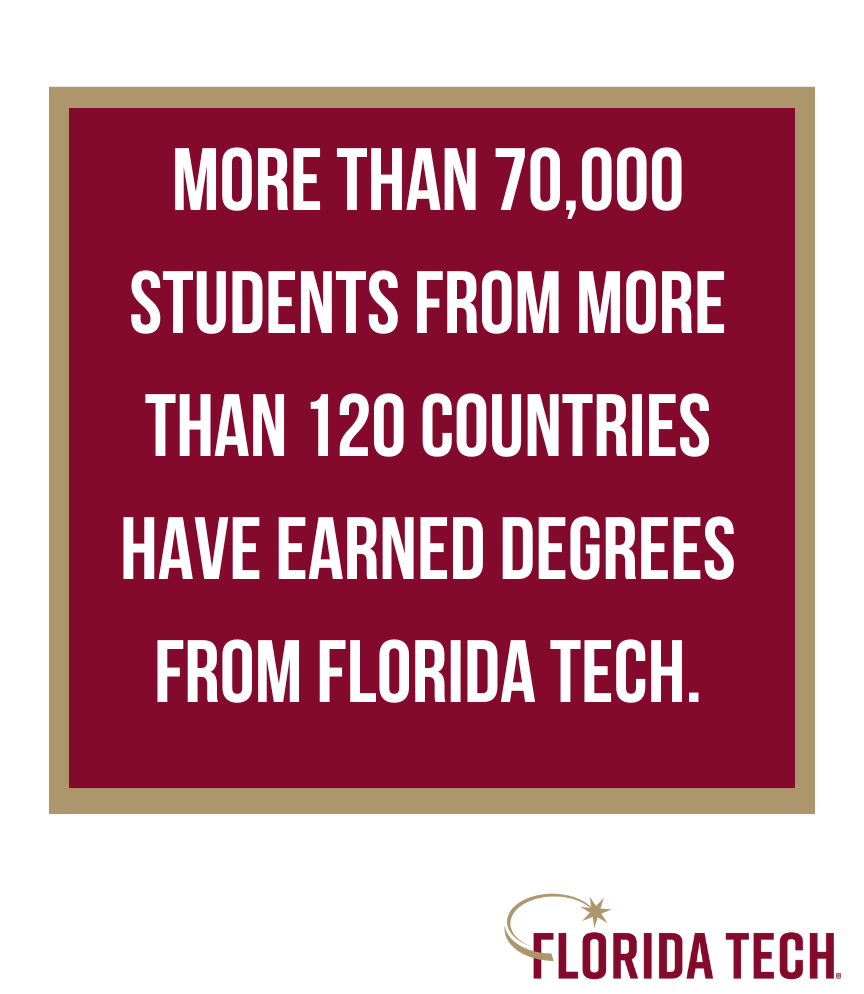 MORE THAN 70,000
STUDENTS FROM MORE
THAN 120 COUNTRIES
HAVE EARNED DEGREES
FROM FLORIDA TECH.
FLORIDA TECH®